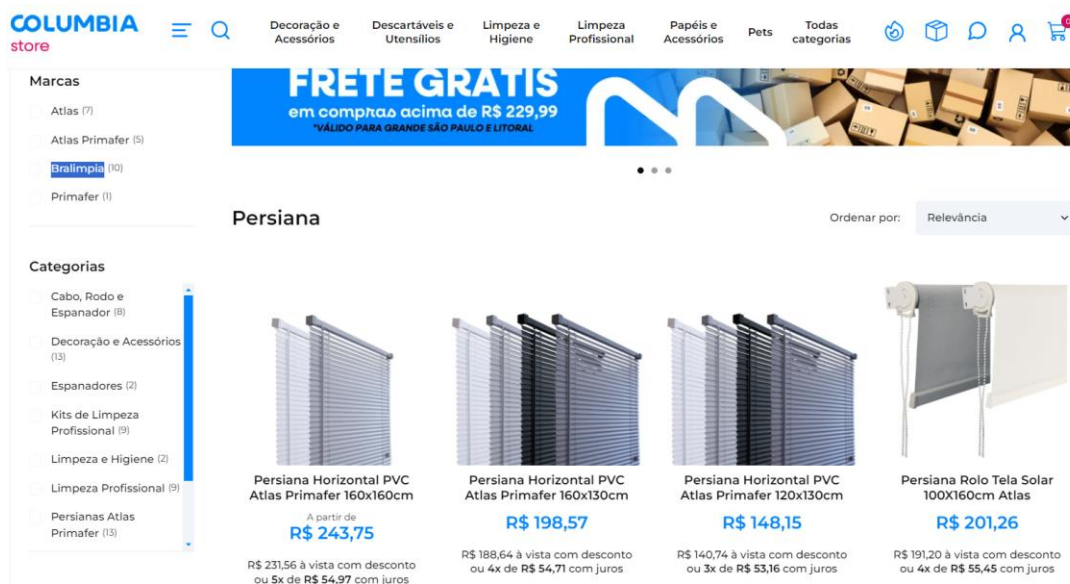 COLUMBIA
store
Decoração e
Acessórios
Descartáveis e
Utensílios
Limpeza e
Higiene
Limpeza
Profissional
Papéis e
Acessórios
Pets
Todas
categorias
0
Marcas
Atlas (7)
Atlas Primafer (5)
Bralimpia (10)
Primafer (1)
Categorias
Cabo, Rodo e
Espanador (8)
Decoração e Acessórios
(13)
Espanadores (2)
Kits de Limpeza
Profissional (9)
Limpeza e Higiene (2)
Limpeza Profissional (9)
Persianas Atlas
Primafer (13)
FRETE GRÁTIS
em compras acima de R$ 229,99
*VÁLIDO PARA GRANDE SÃO PAULO E LITORAL
Persiana
Ordenar por:
Relevância
Persiana Horizontal PVC
Atlas Primafer 160x160cm
A partir de
R$ 243,75
R$ 231,56 à vista com desconto
ou 5x de R$ 54,97 com juros
Persiana Horizontal PVC
Atlas Primafer 160x130cm
R$ 198,57
R$ 188,64 à vista com desconto
ou 4x de R$ 54,71 com juros
Persiana Horizontal PVC
Atlas Primafer 120x130cm
R$ 148,15
R$ 140,74 à vista com desconto
ou 3x de R$ 53,16 com juros
Persiana Rolo Tela Solar
100X160cm Atlas
R$ 201,26
R$ 191,20 à vista com desconto
ou 4x de R$ 55,45 com juros